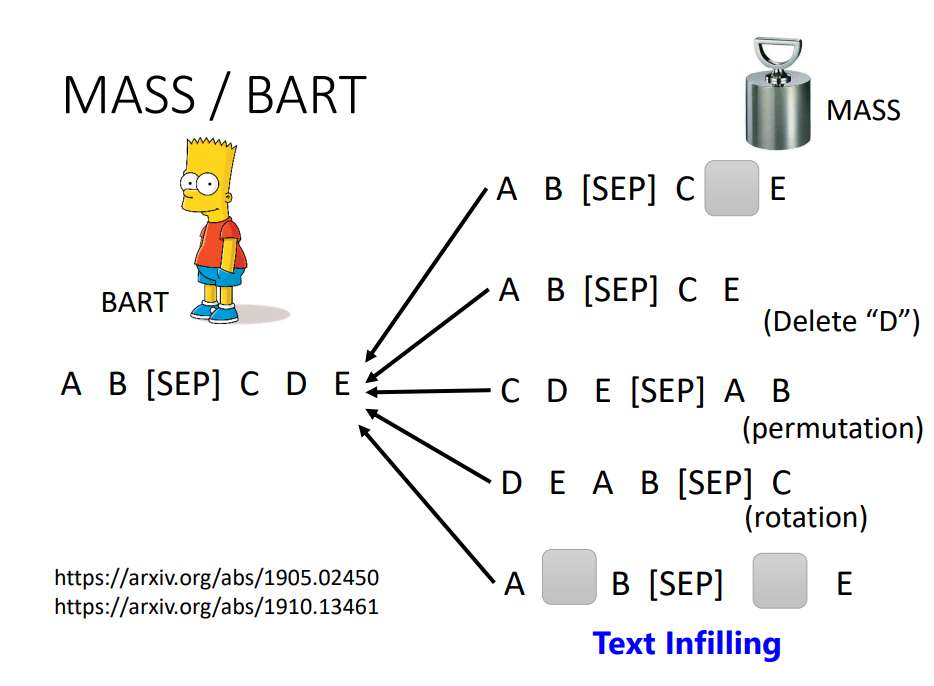 MASS / BART
MASS
A B [SEP] C E
BART
A B [SEP] C E
(Delete “D”)
A B [SEP] C D E
C D E [SEP] A B
(permutation)
D E A B [SEP] C
(rotation)
https://arxiv.org/abs/1905.02450
https://arxiv.org/abs/1910.13461
A B [SEP] E
Text Infilling